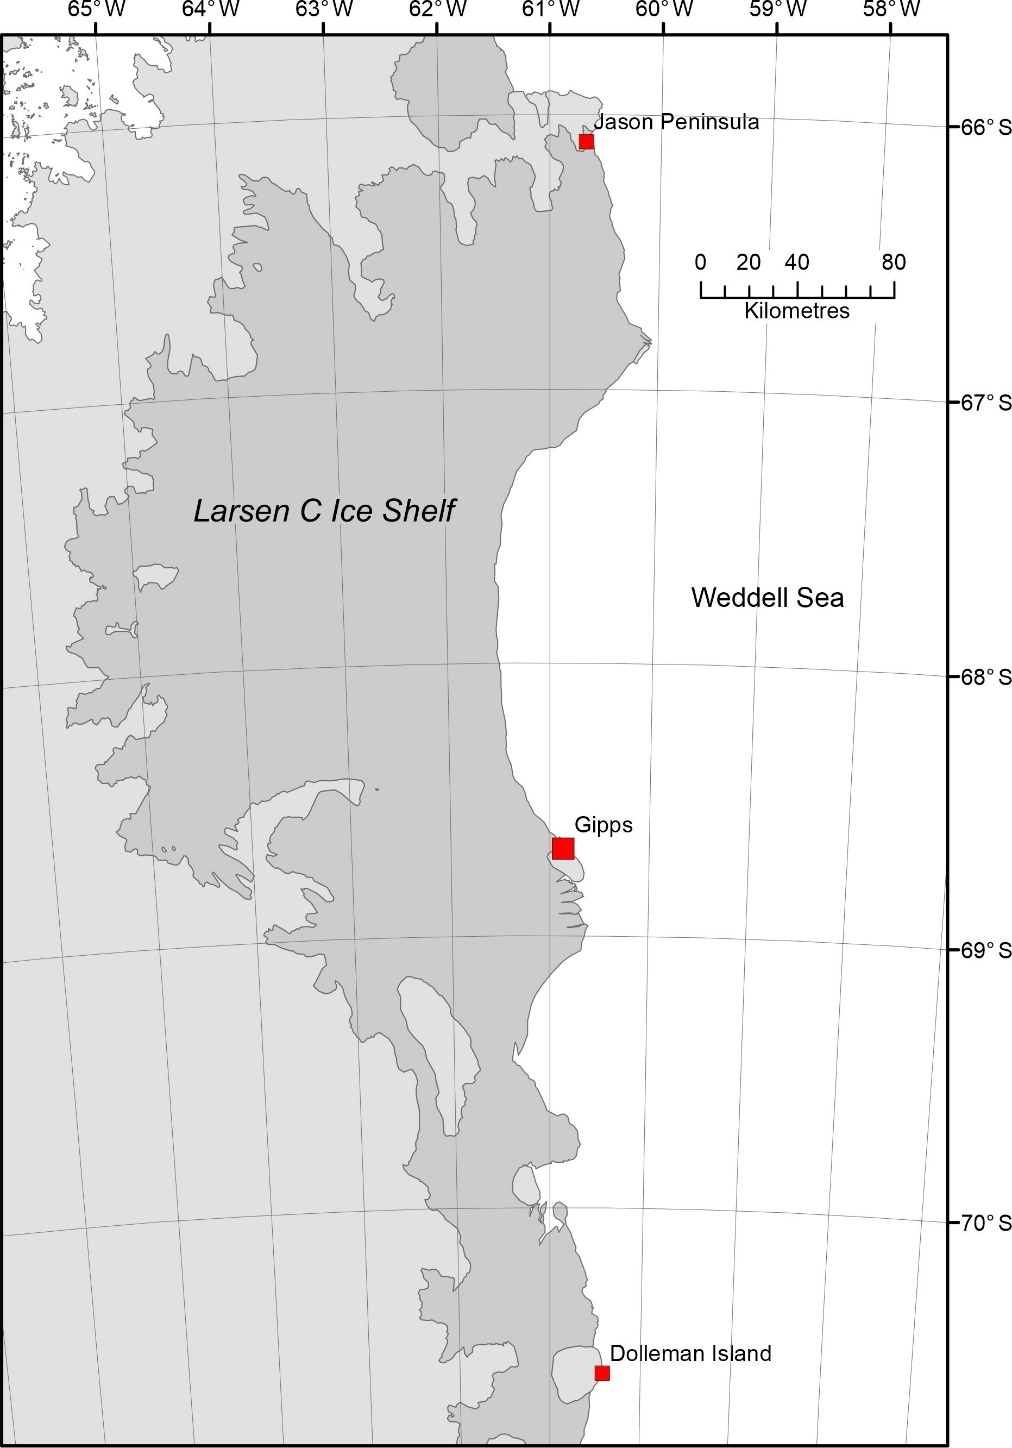 65°W 64°W 63°W 62°W 61°W 60°W 59°W 58°W
Jason Peninsula
66°S
0 20 40 80
Kilometres
67°S
Larsen C Ice Shelf
Weddell Sea
68°S
Gipps
69°S
70°S
Dolleman Island